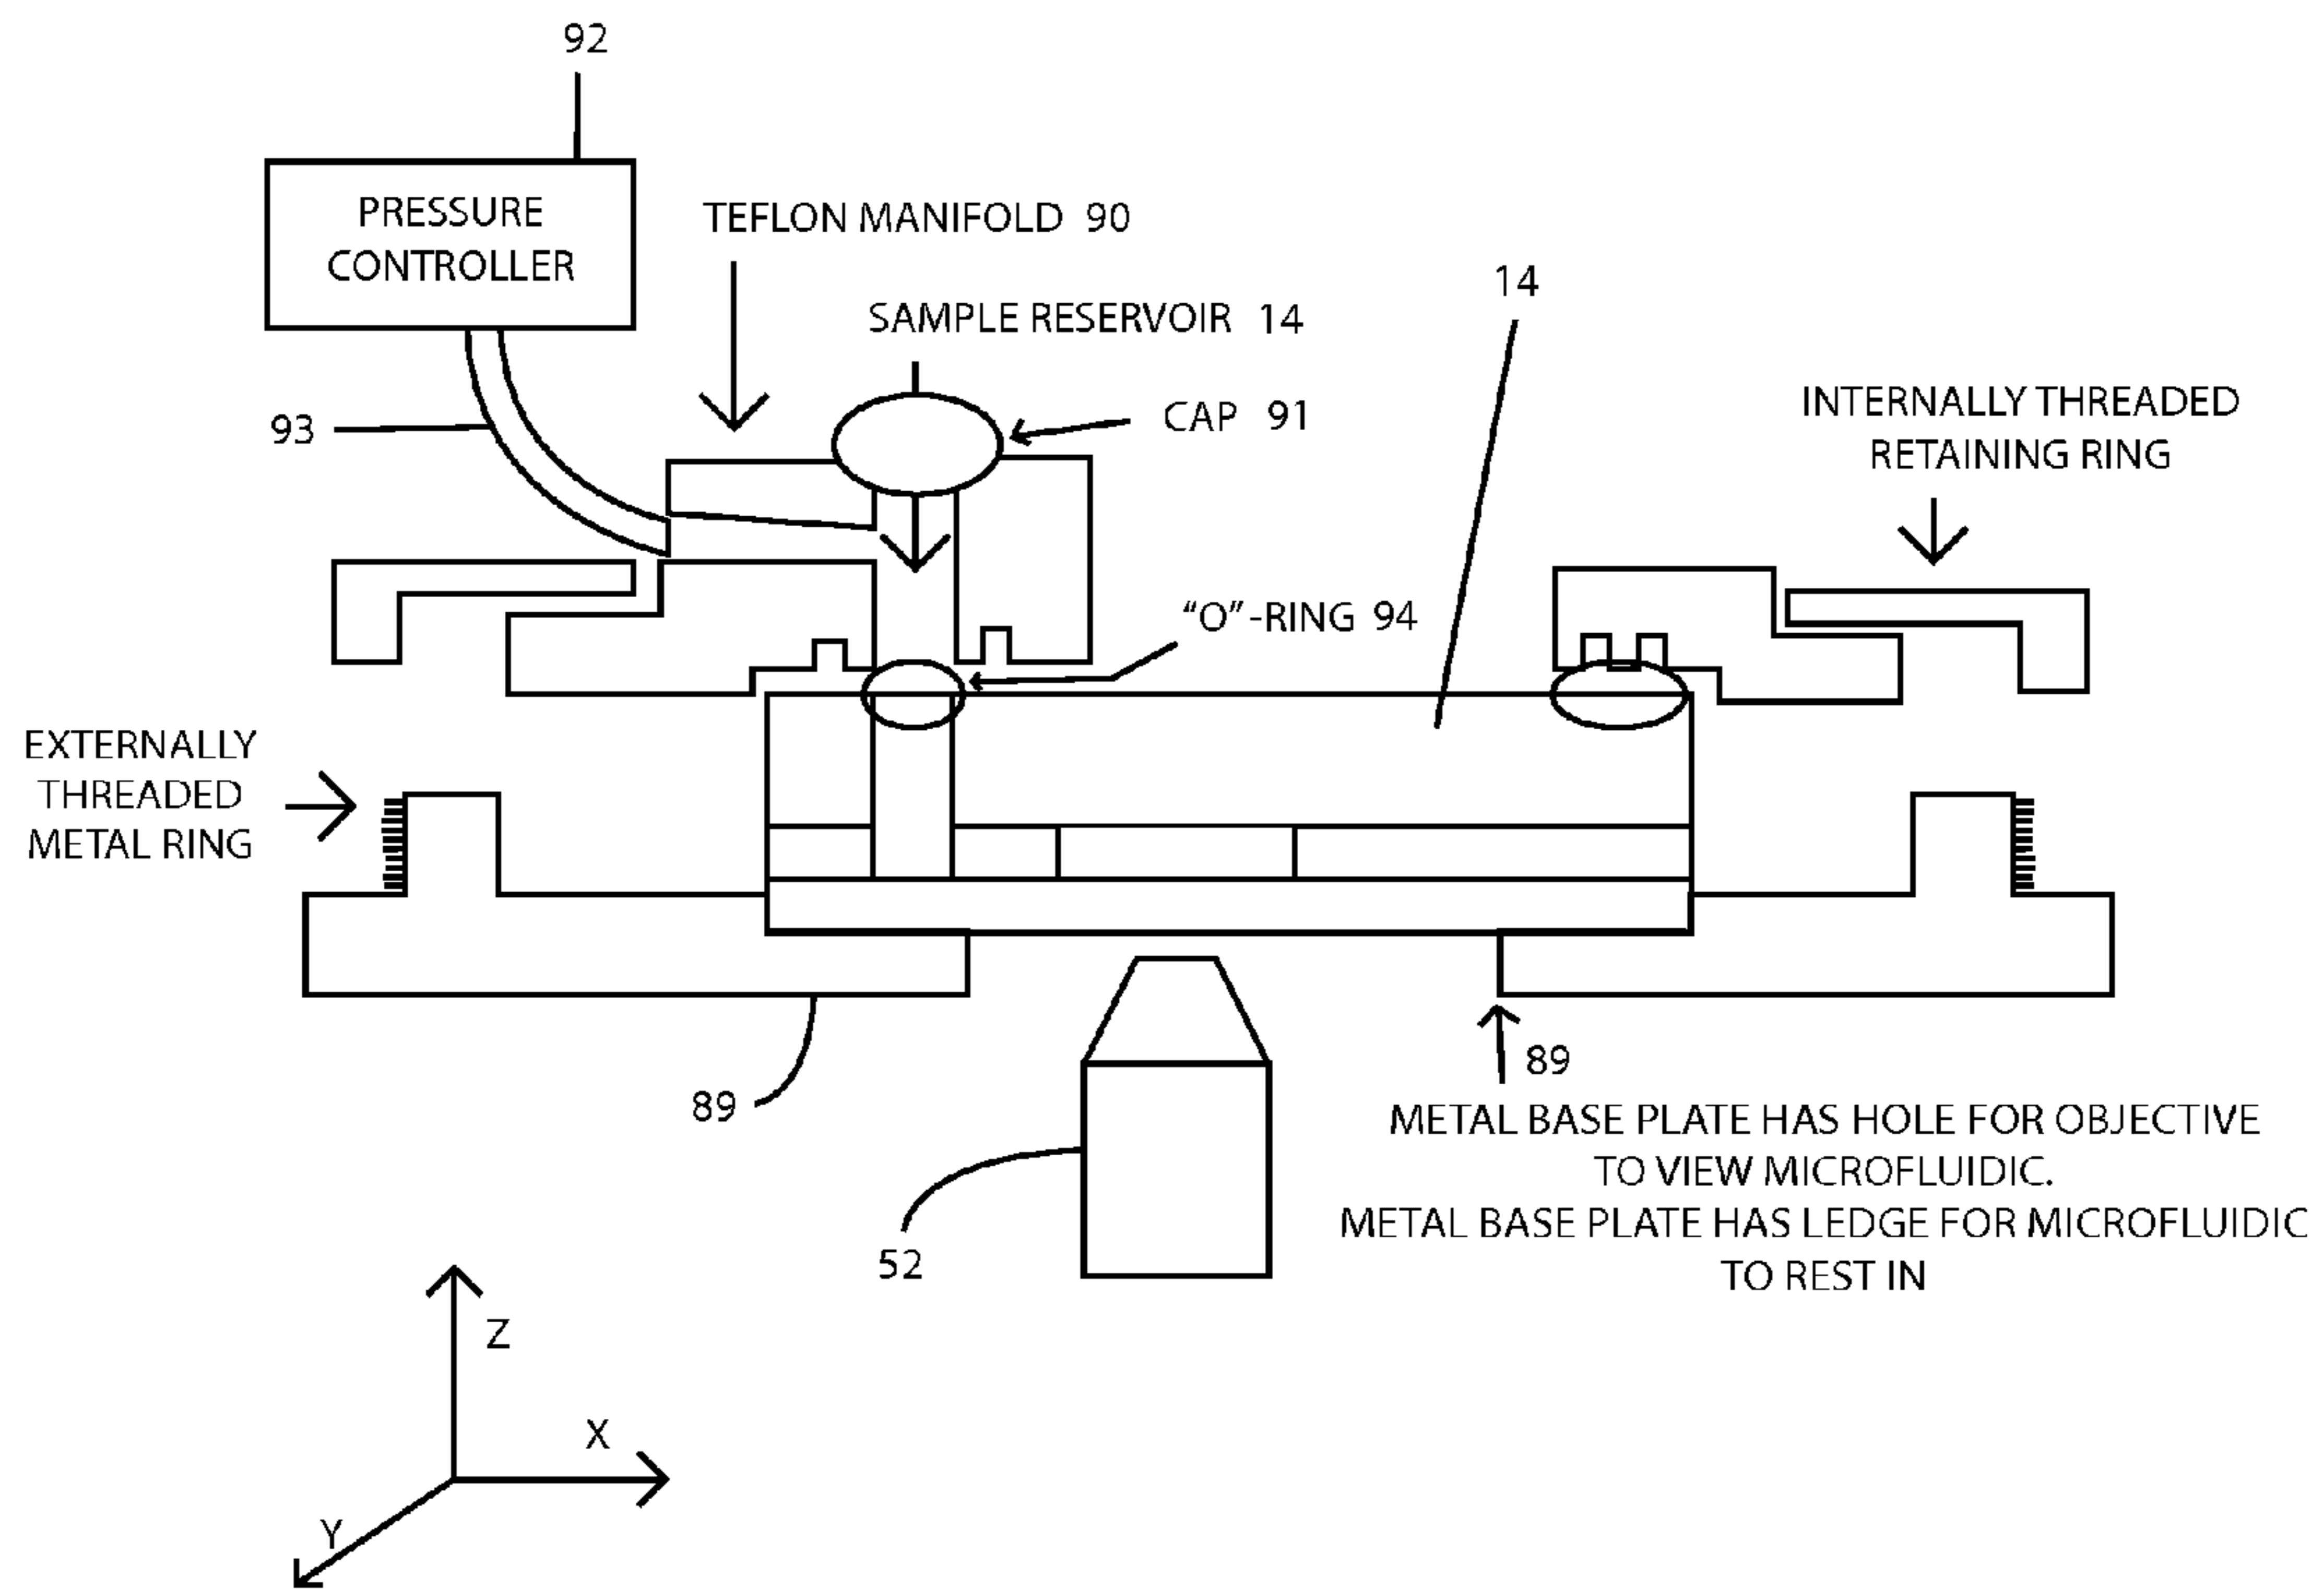 92
PRESSURE
CONTROLLER
TEFLON MANIFOLD 90
SAMPLE RESERVOIR 14
14
CAP 91
93
INTERNALLY THREADED
RETAINING RING
"O"-RING 94
EXTERNALLY
THREADED
METAL RING
89
89
METAL BASE PLATE HAS HOLE FOR OBJECTIVE
TO VIEW MICROFLUIDIC.
METAL BASE PLATE HAS LEDGE FOR MICROFLUIDIC
TO REST IN
52
Z
X
Y